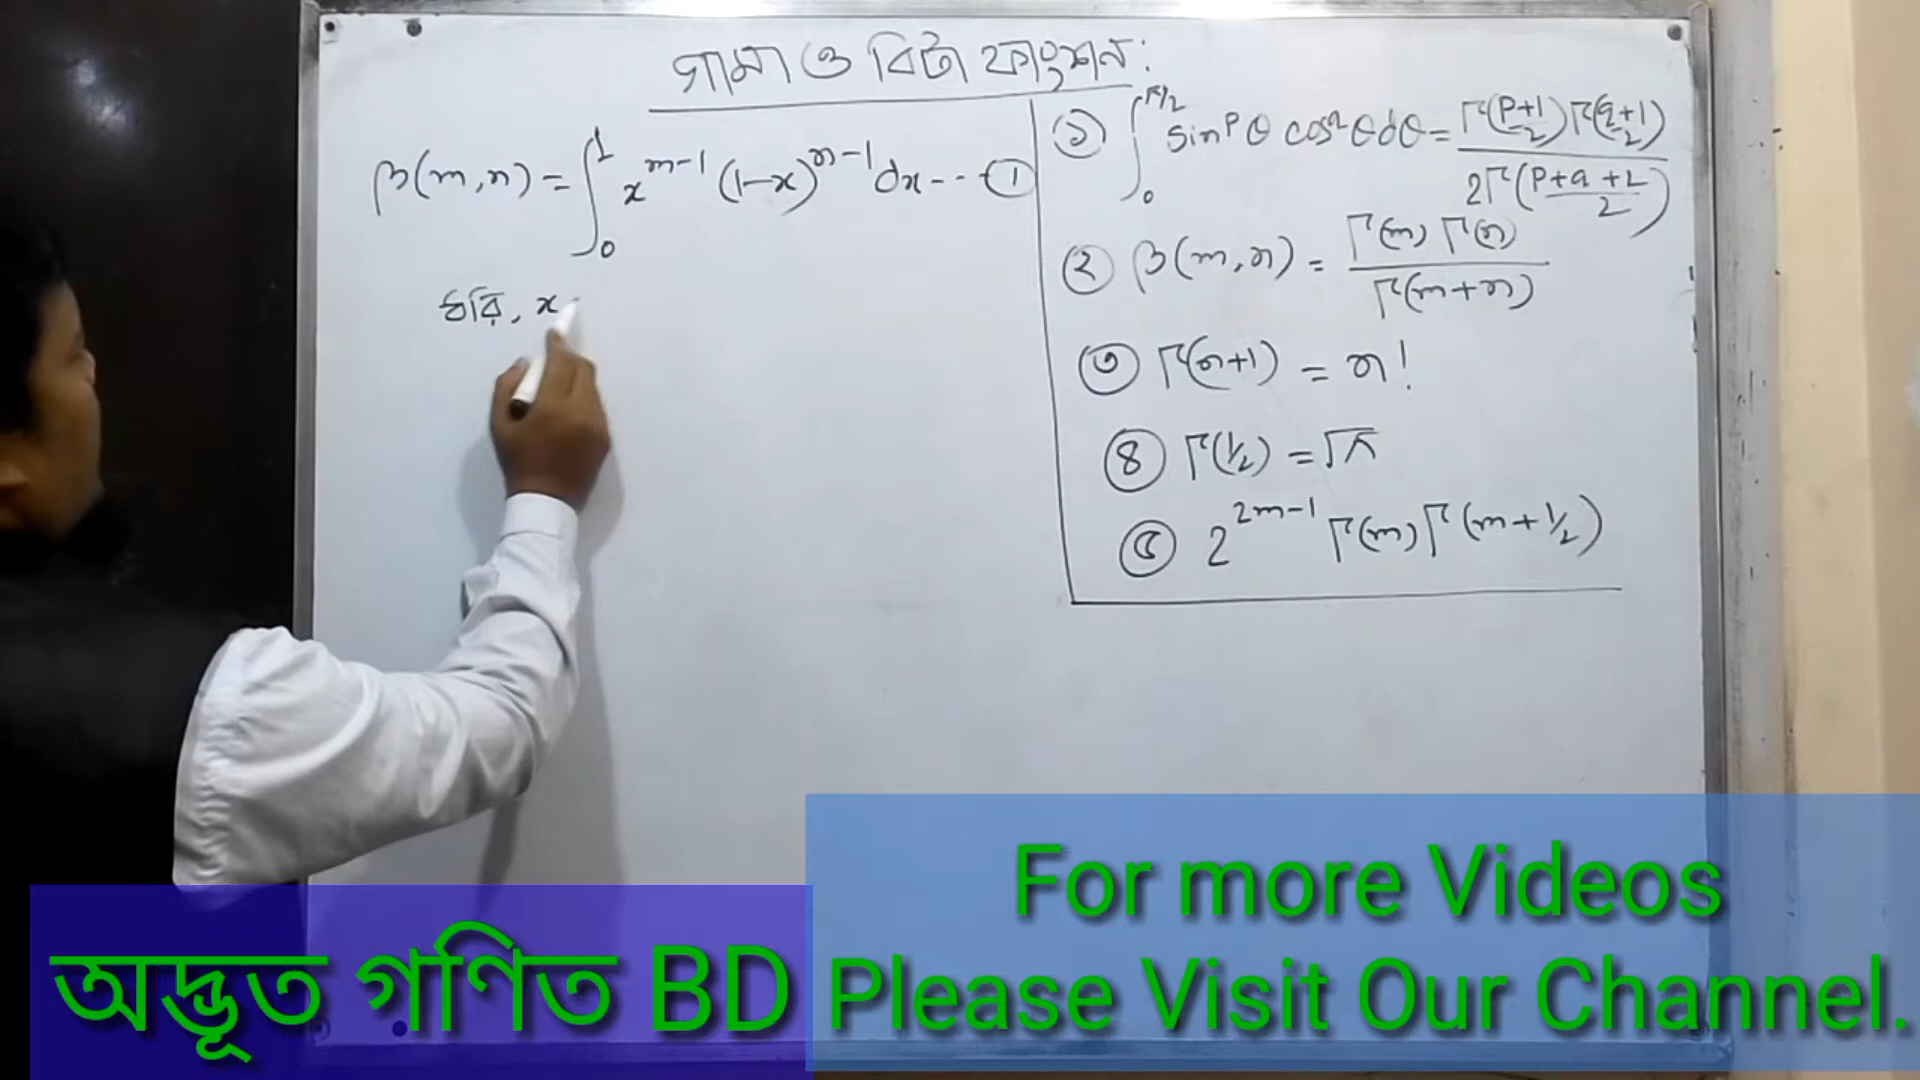 গামা ও বিটা ফাংশন:
β(m,n) = ∫₀¹ x^{m-1} (1-x)^{n-1} dx --- ①
ধরি, x
১ ∫₀^{π/2} sin^p θ cos^q θ dθ = Γ((p+1)/2) Γ((q+1)/2) / 2Γ((p+q+2)/2)
২ β(m,n) = Γ(m) Γ(n) / Γ(m+n)
৩ Γ(n+1) = n!
৪ Γ(1/2) = √π
৫ 2^{2m-1} Γ(m) Γ(m+1/2)
For more Videos
অদ্ভূত গণিত BD
Please Visit Our Channel.